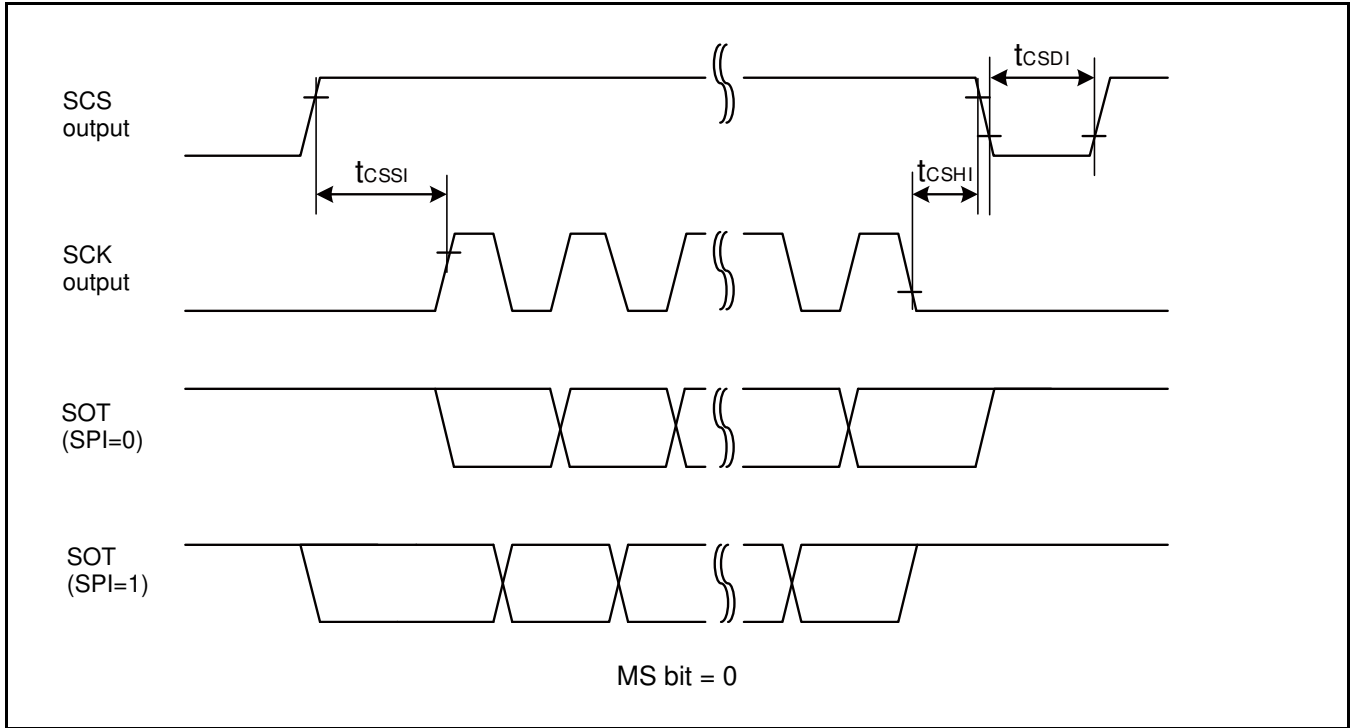 tCSDI
SCS
output
tCSSI
tCSHI
SCK
output
SOT
(SPI=0)
SOT
(SPI=1)
MS bit = 0